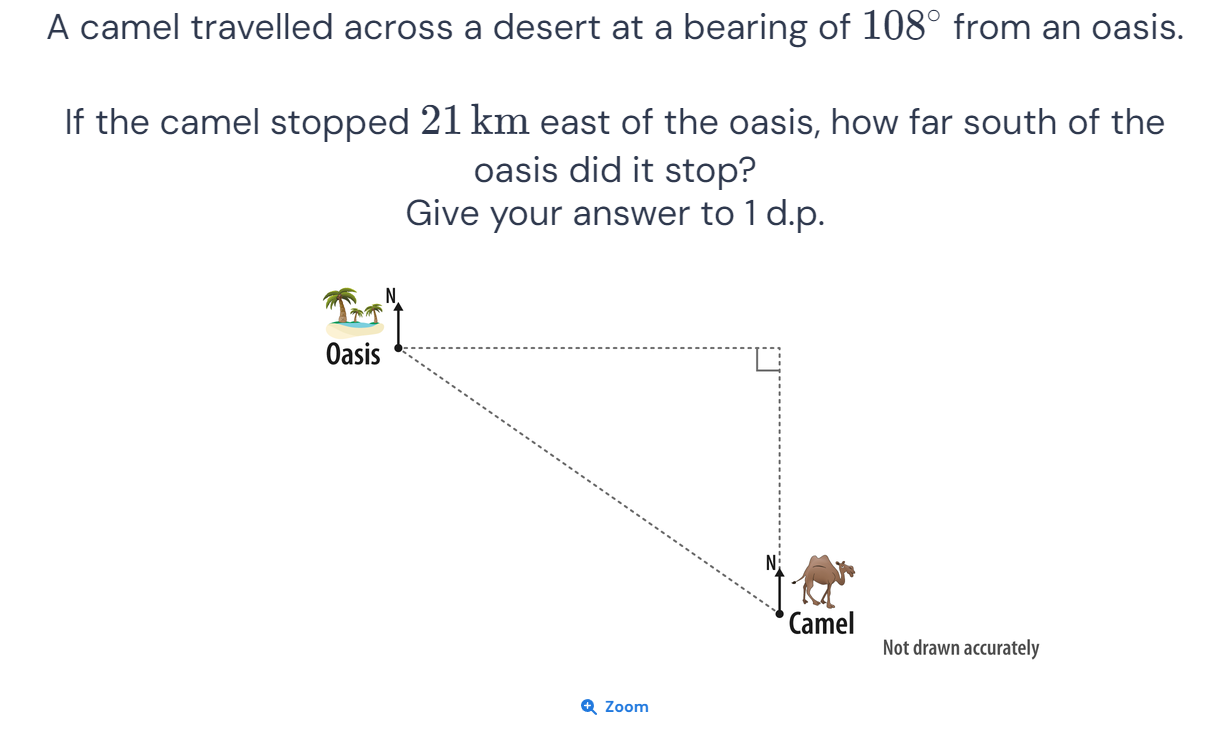 A camel travelled across a desert at a bearing of 108° from an oasis.
If the camel stopped 21 km east of the oasis, how far south of the
oasis did it stop?
Give your answer to 1 d.p.
N
Oasis
N
Camel
Not drawn accurately
Zoom